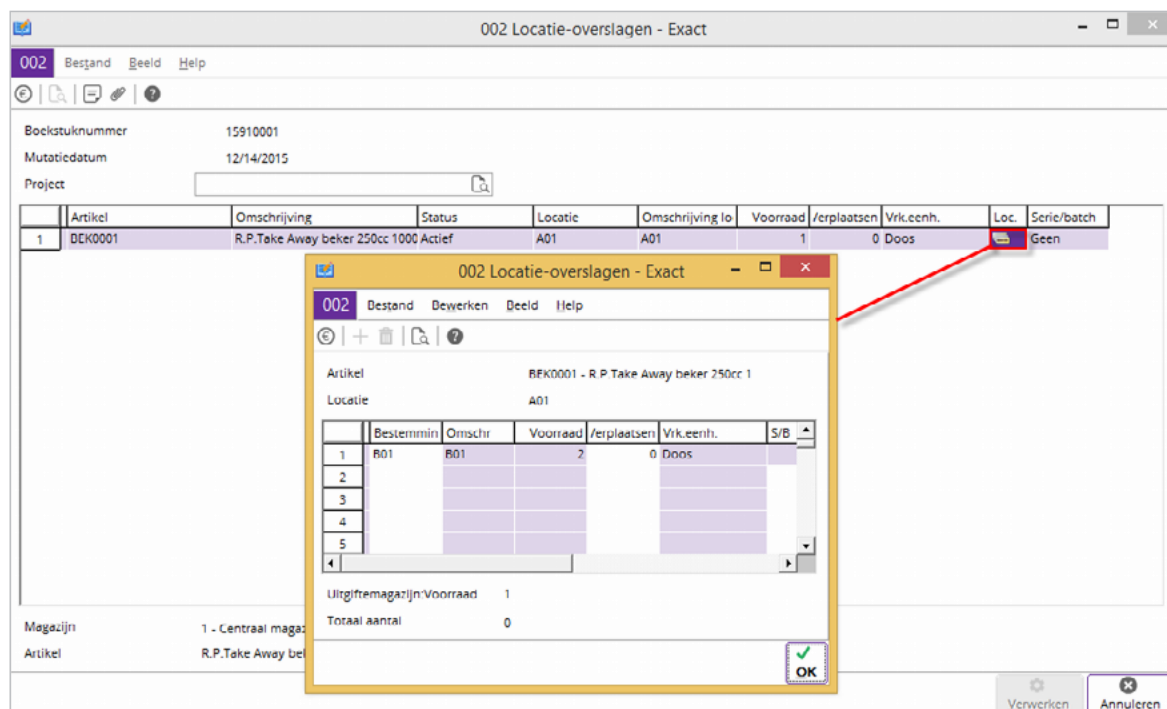 002 Locatie-overslagen - Exact
002 Bestand Beeld Help
Boekstuknummer 15910001
Mutatiedatum 12/14/2015
Project
Artikel Omschrijving Status Locatie Omschrijving lo Voorraad /erplaatsen Vrk.eenh. Loc. Serie/batch
1 BEK0001 R.P.Take Away beker 250cc 1000 Actief A01 A01 1 0 Doos Geen
002 Locatie-overslagen - Exact
002 Bestand Bewerken Beeld Help
Artikel BEK0001 - R.P.Take Away beker 250cc 1
Locatie A01
Bestemmin Omschr Voorraad /erplaatsen Vrk.eenh. S/B
1 B01 B01 2 0 Doos
2
3
4
5
Uitgiftemagazijn:Voorraad 1
Totaal aantal 0
OK
Magazijn 1 - Centraal magaz
Artikel R.P.Take Away bek
Verwerken Annuleren